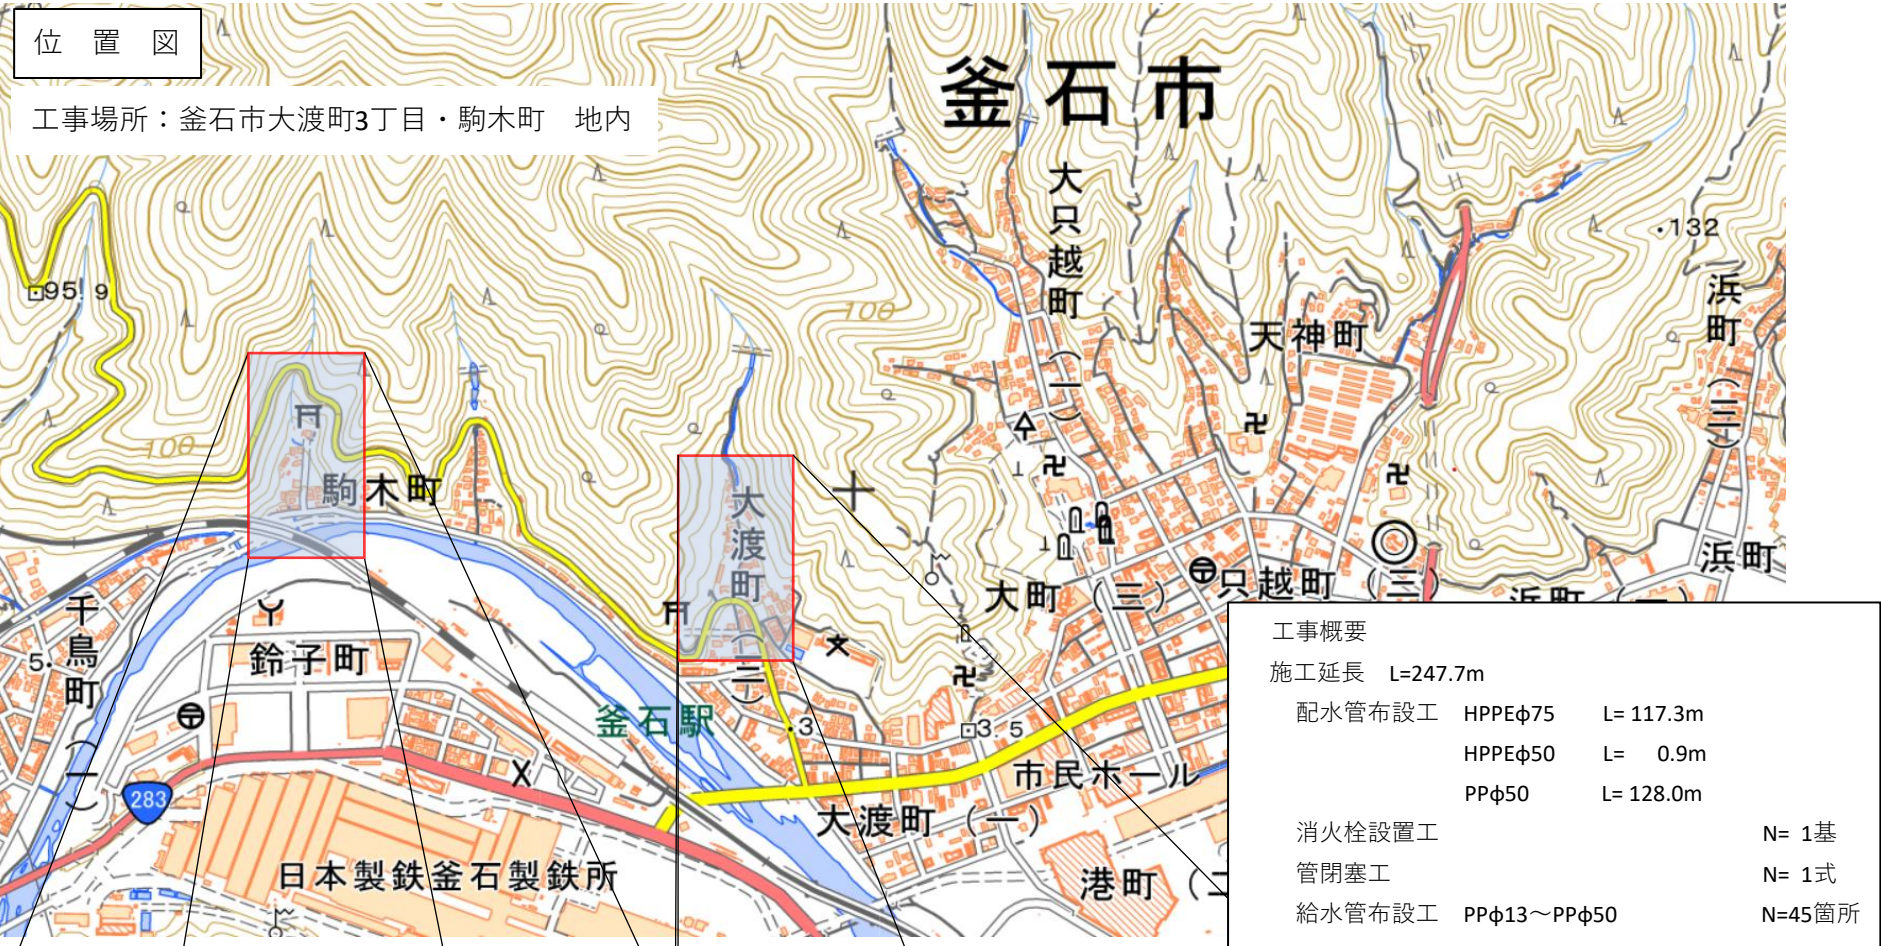 位　置　図
工事場所：釜石市大渡町3丁目・駒木町　地内
釜石市
大只越町（一）
132
浜町（三）
95.9
100
天神町
100
駒木町
大渡町（三）
大町（三）
只越町（三）
浜町
千鳥町（一）
5.
鈴子町
釜石駅
3
3.5
市民ホール
283
大渡町（一）
日本製鉄釜石製鉄所
港町
工事概要
施工延長　L=247.7m
配水管布設工　HPPEφ75　L= 117.3m
HPPEφ50　L=　0.9m
PPφ50　L= 128.0m
消火栓設置工　N= 1基
管閉塞工　N= 1式
給水管布設工　PPφ13～PPφ50　N=45箇所